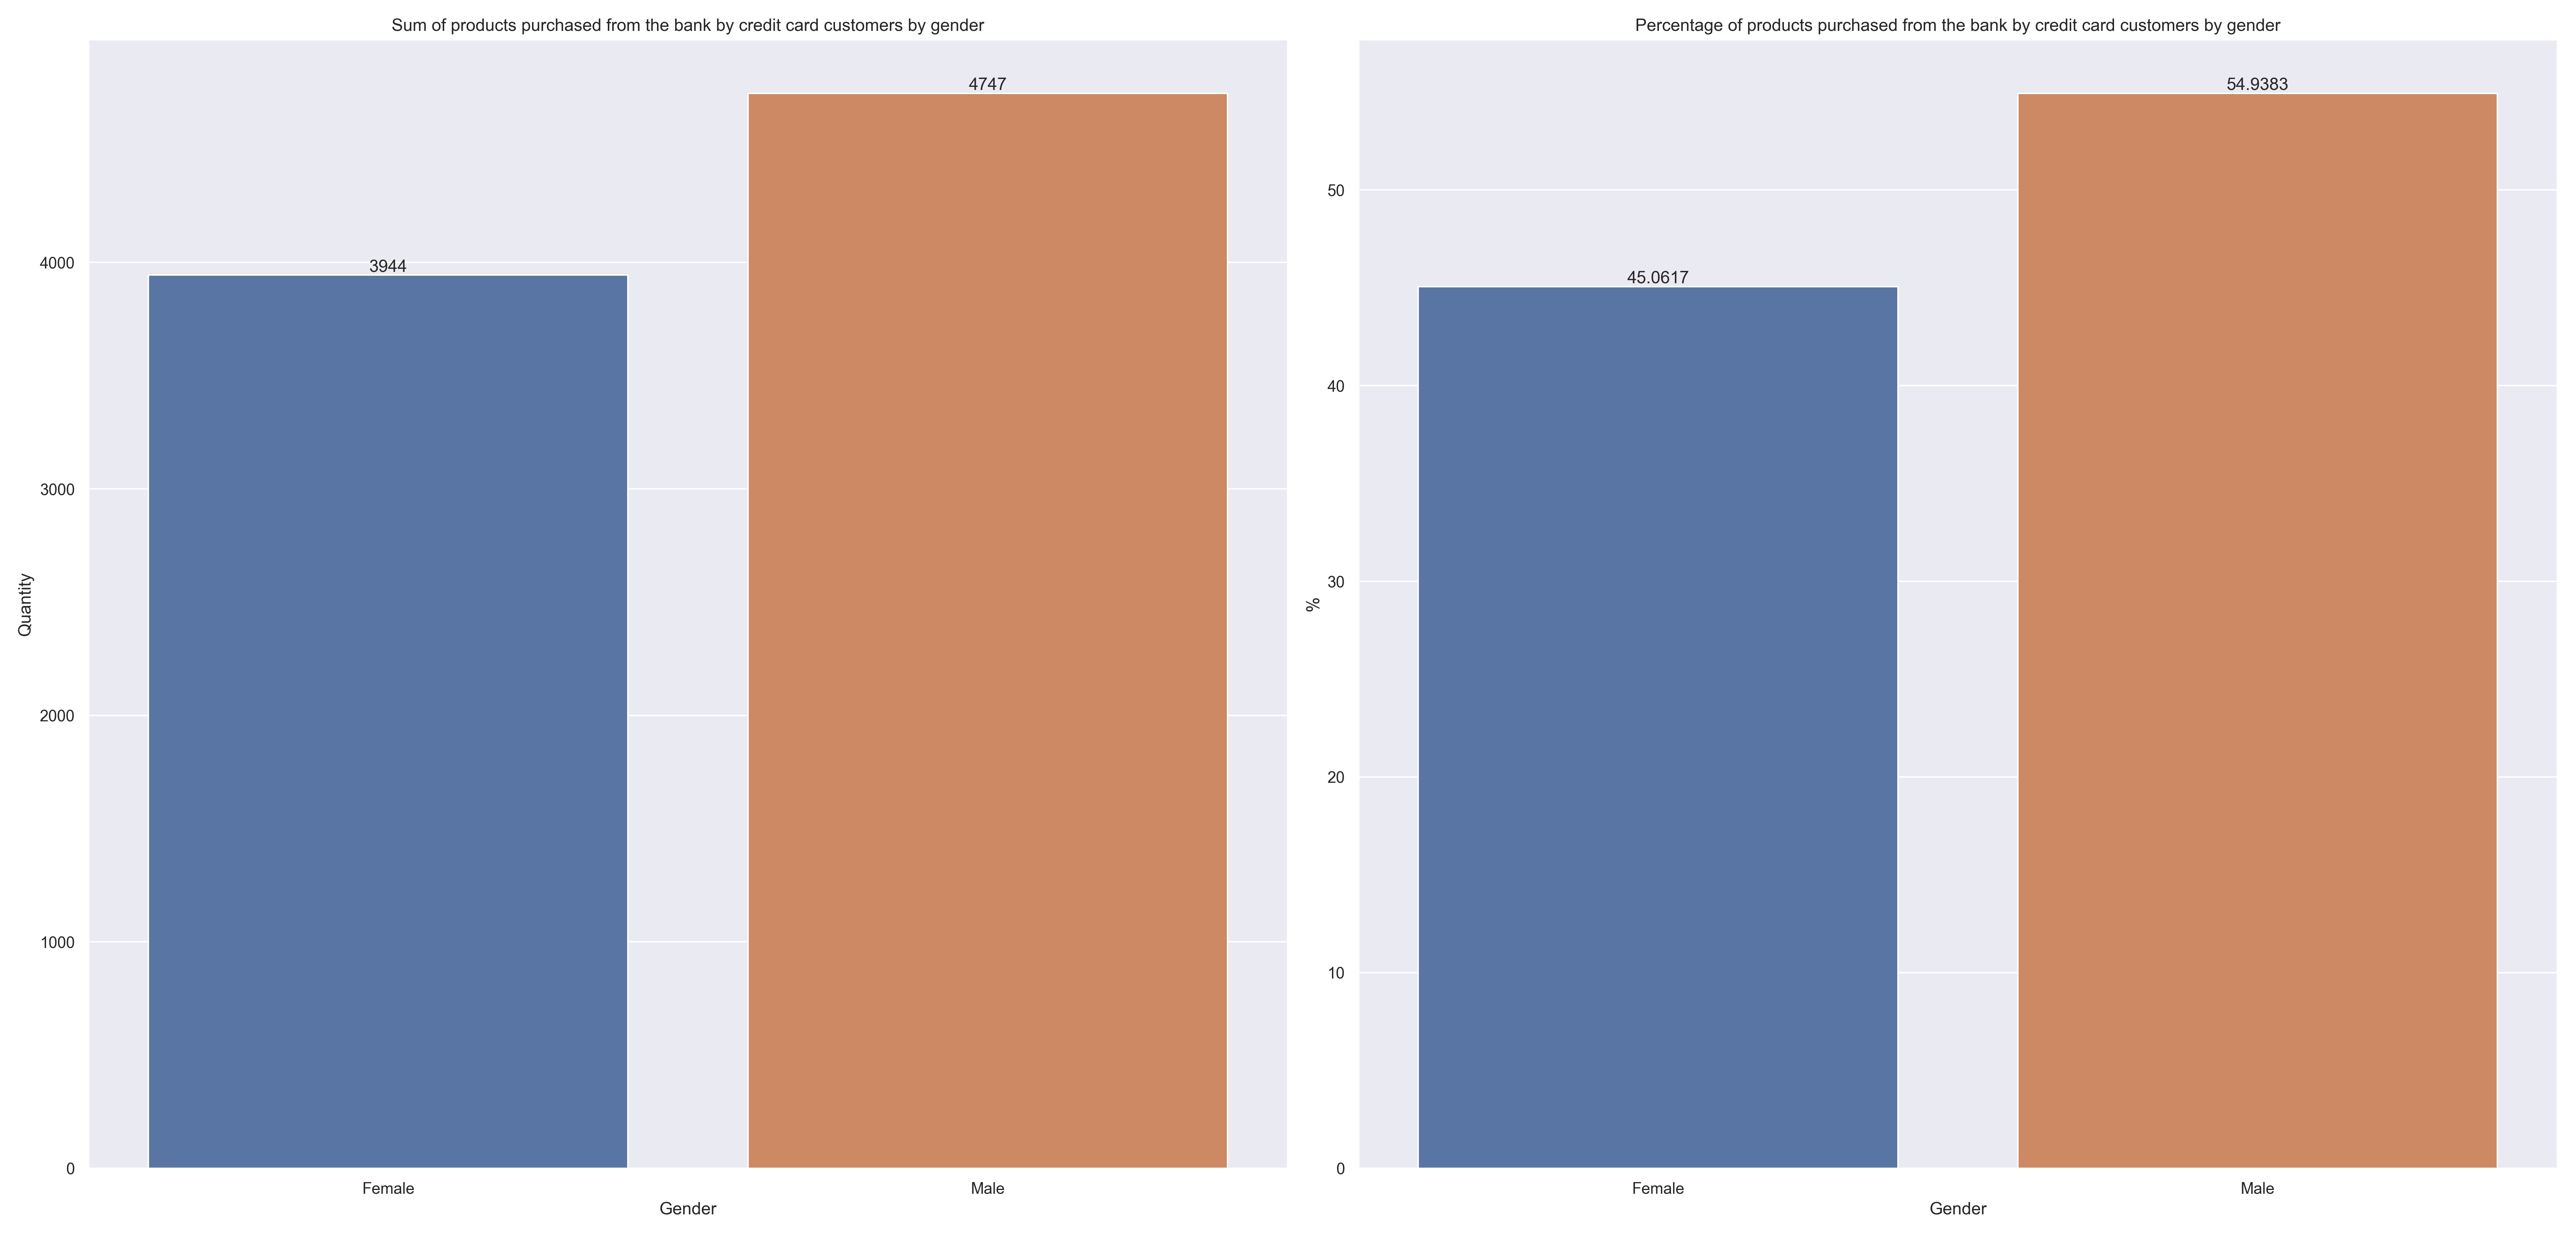 Sum of products purchased from the bank by credit card customers by gender
4747
3944
4000
3000
2000
1000
0
Quantity
Female
Male
Gender
Percentage of products purchased from the bank by credit card customers by gender
54.9383
45.0617
50
40
30
20
10
0
%
Female
Male
Gender